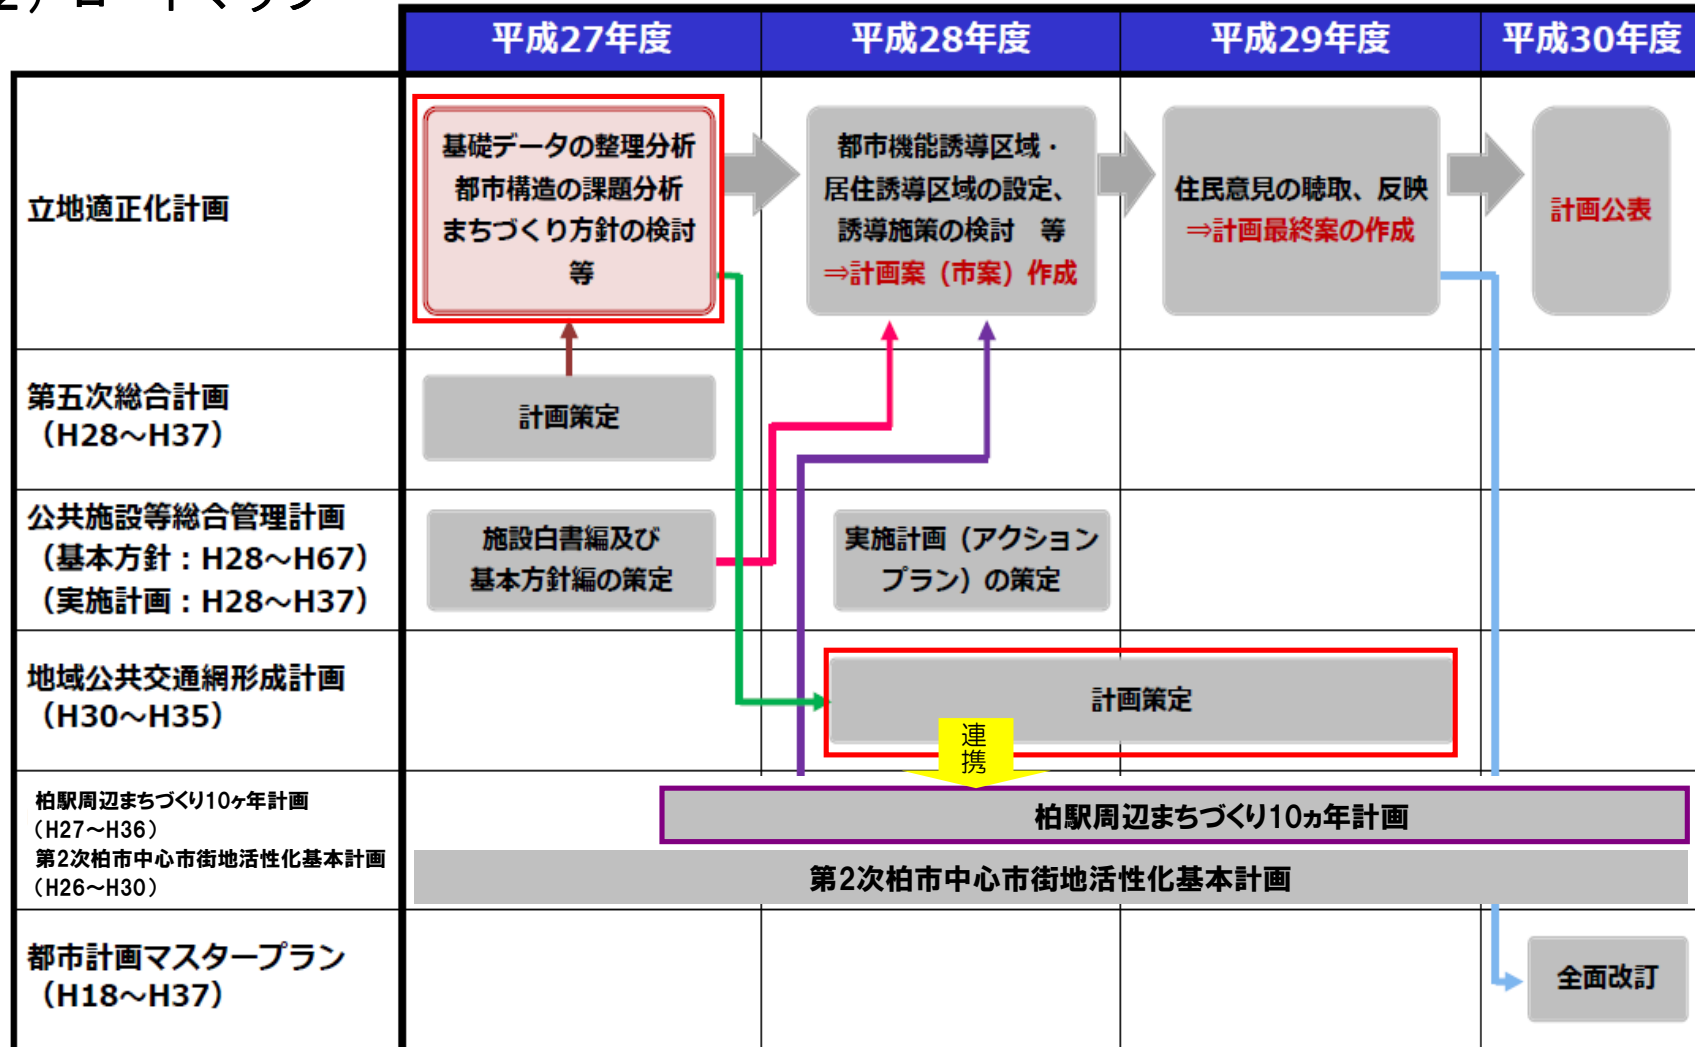 2）ロードマップ
平成27年度
平成28年度
平成29年度
平成30年度
立地適正化計画
基礎データの整理分析
都市構造の課題分析
まちづくり方針の検討
等
都市機能誘導区域・
居住誘導区域の設定、
誘導施策の検討　等
⇒計画案（市案）作成
住民意見の聴取、反映
⇒計画最終案の作成
計画公表
第五次総合計画
（H28～H37）
計画策定
公共施設等総合管理計画
（基本方針：H28～H67）
（実施計画：H28～H37）
施設白書編及び
基本方針編の策定
実施計画（アクション
プラン）の策定
地域公共交通網形成計画
（H30～H35）
計画策定
連
携
柏駅周辺まちづくり10ヶ年計画
（H27～H36）
第2次柏市中心市街地活性化基本計画
（H26～H30）
柏駅周辺まちづくり10ヵ年計画
第2次柏市中心市街地活性化基本計画
都市計画マスタープラン
（H18～H37）
全面改訂